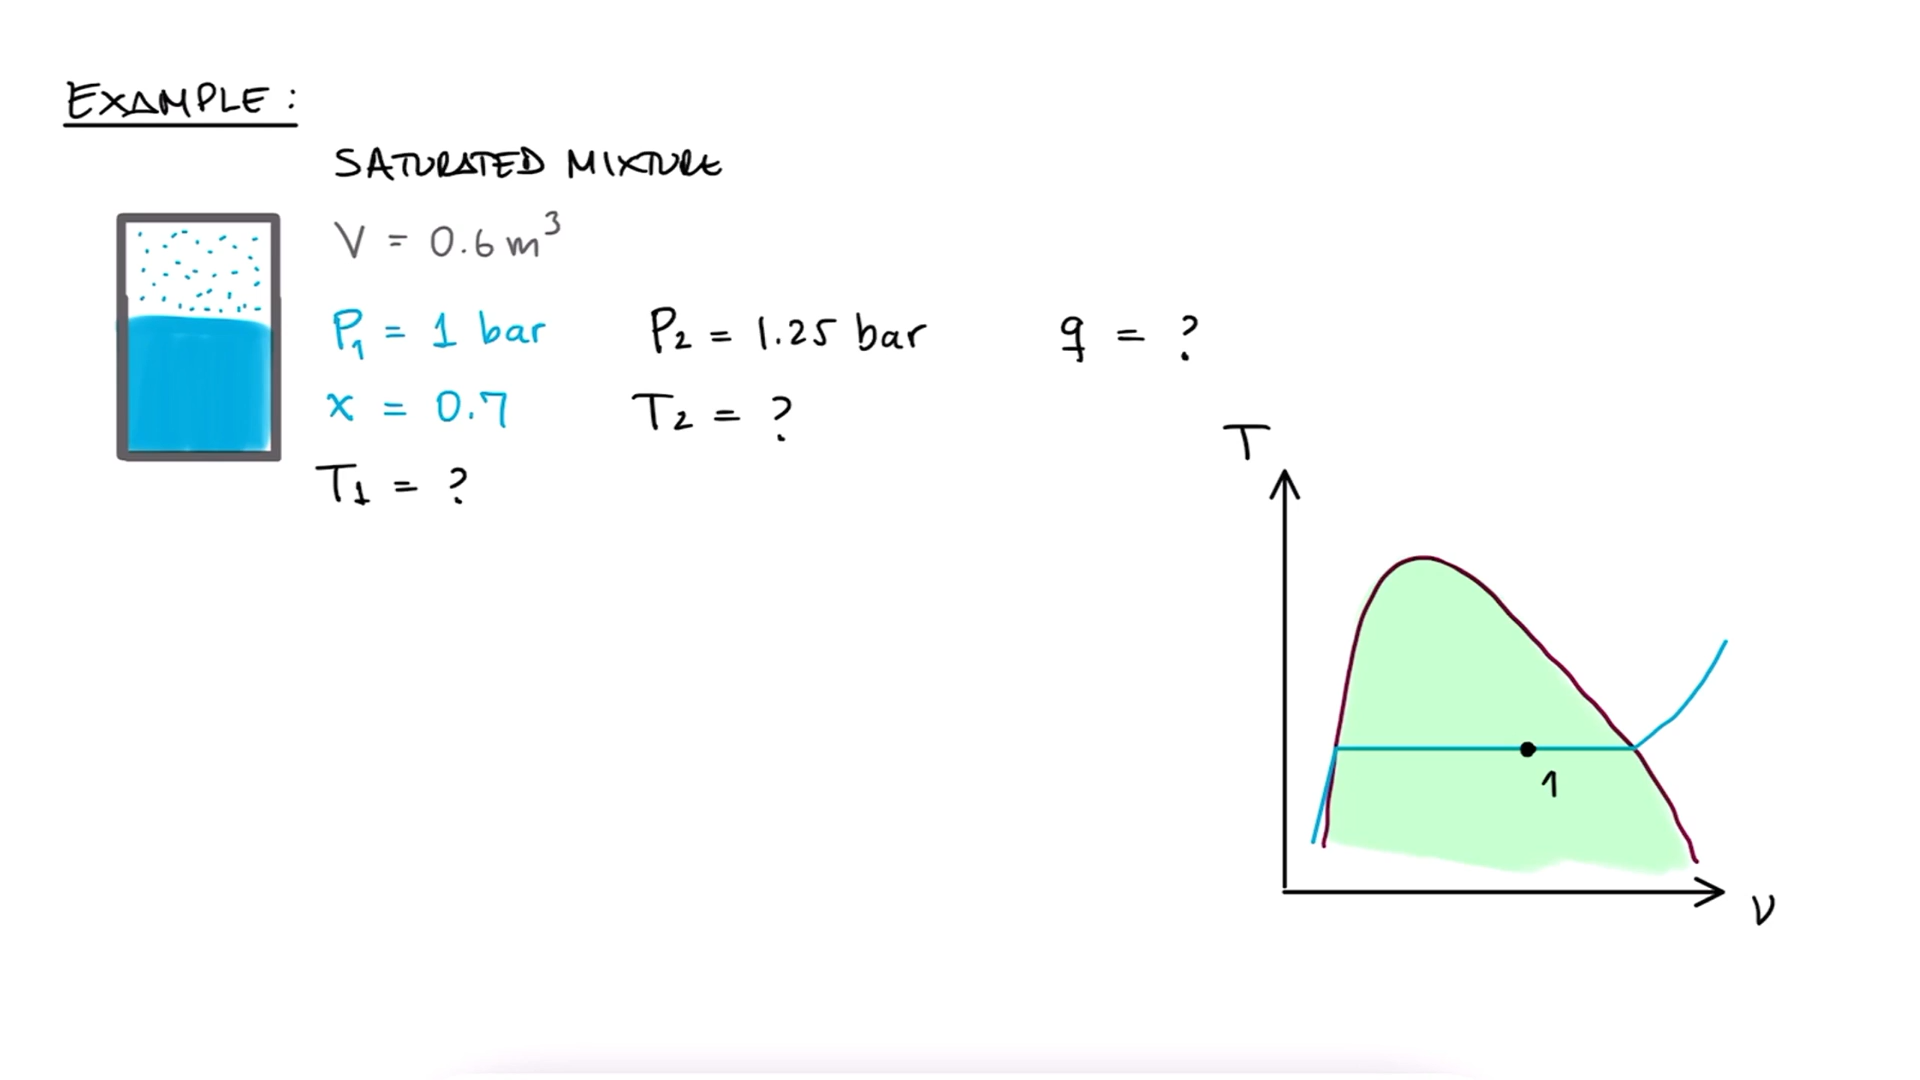 EXAMPLE:
SATURATED MIXTURE
V = 0.6 m³
P₁ = 1 bar
P₂ = 1.25 bar
q = ?
x = 0.7
T₂ = ?
T₁ = ?
T
1
ν